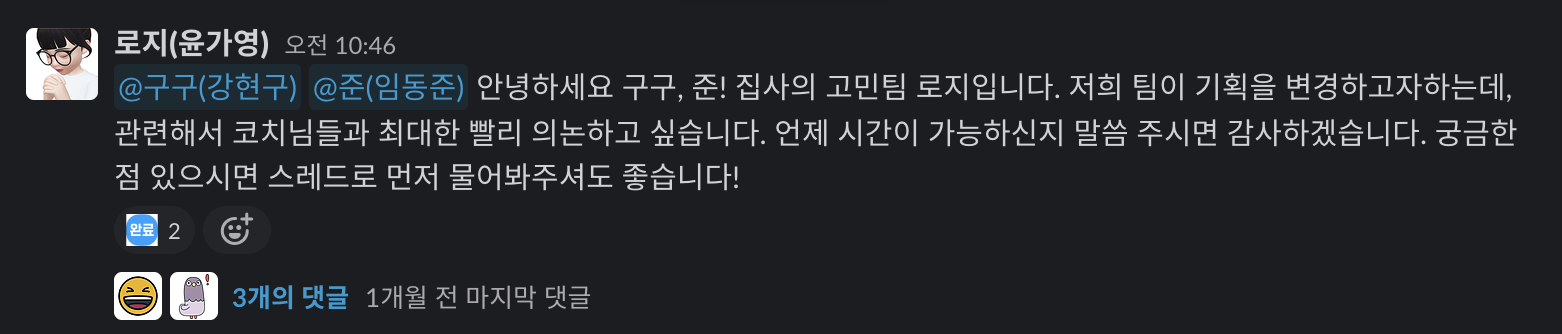 로지(윤가영) 오전 10:46
@구구(강현구) @준(임동준) 안녕하세요 구구, 준! 집사의 고민팀 로지입니다. 저희 팀이 기획을 변경하고자하는데,
관련해서 코치님들과 최대한 빨리 의논하고 싶습니다. 언제 시간이 가능하신지 말씀 주시면 감사하겠습니다. 궁금한
점 있으시면 스레드로 먼저 물어봐주셔도 좋습니다!
완료 2
3개의 댓글 1개월 전 마지막 댓글